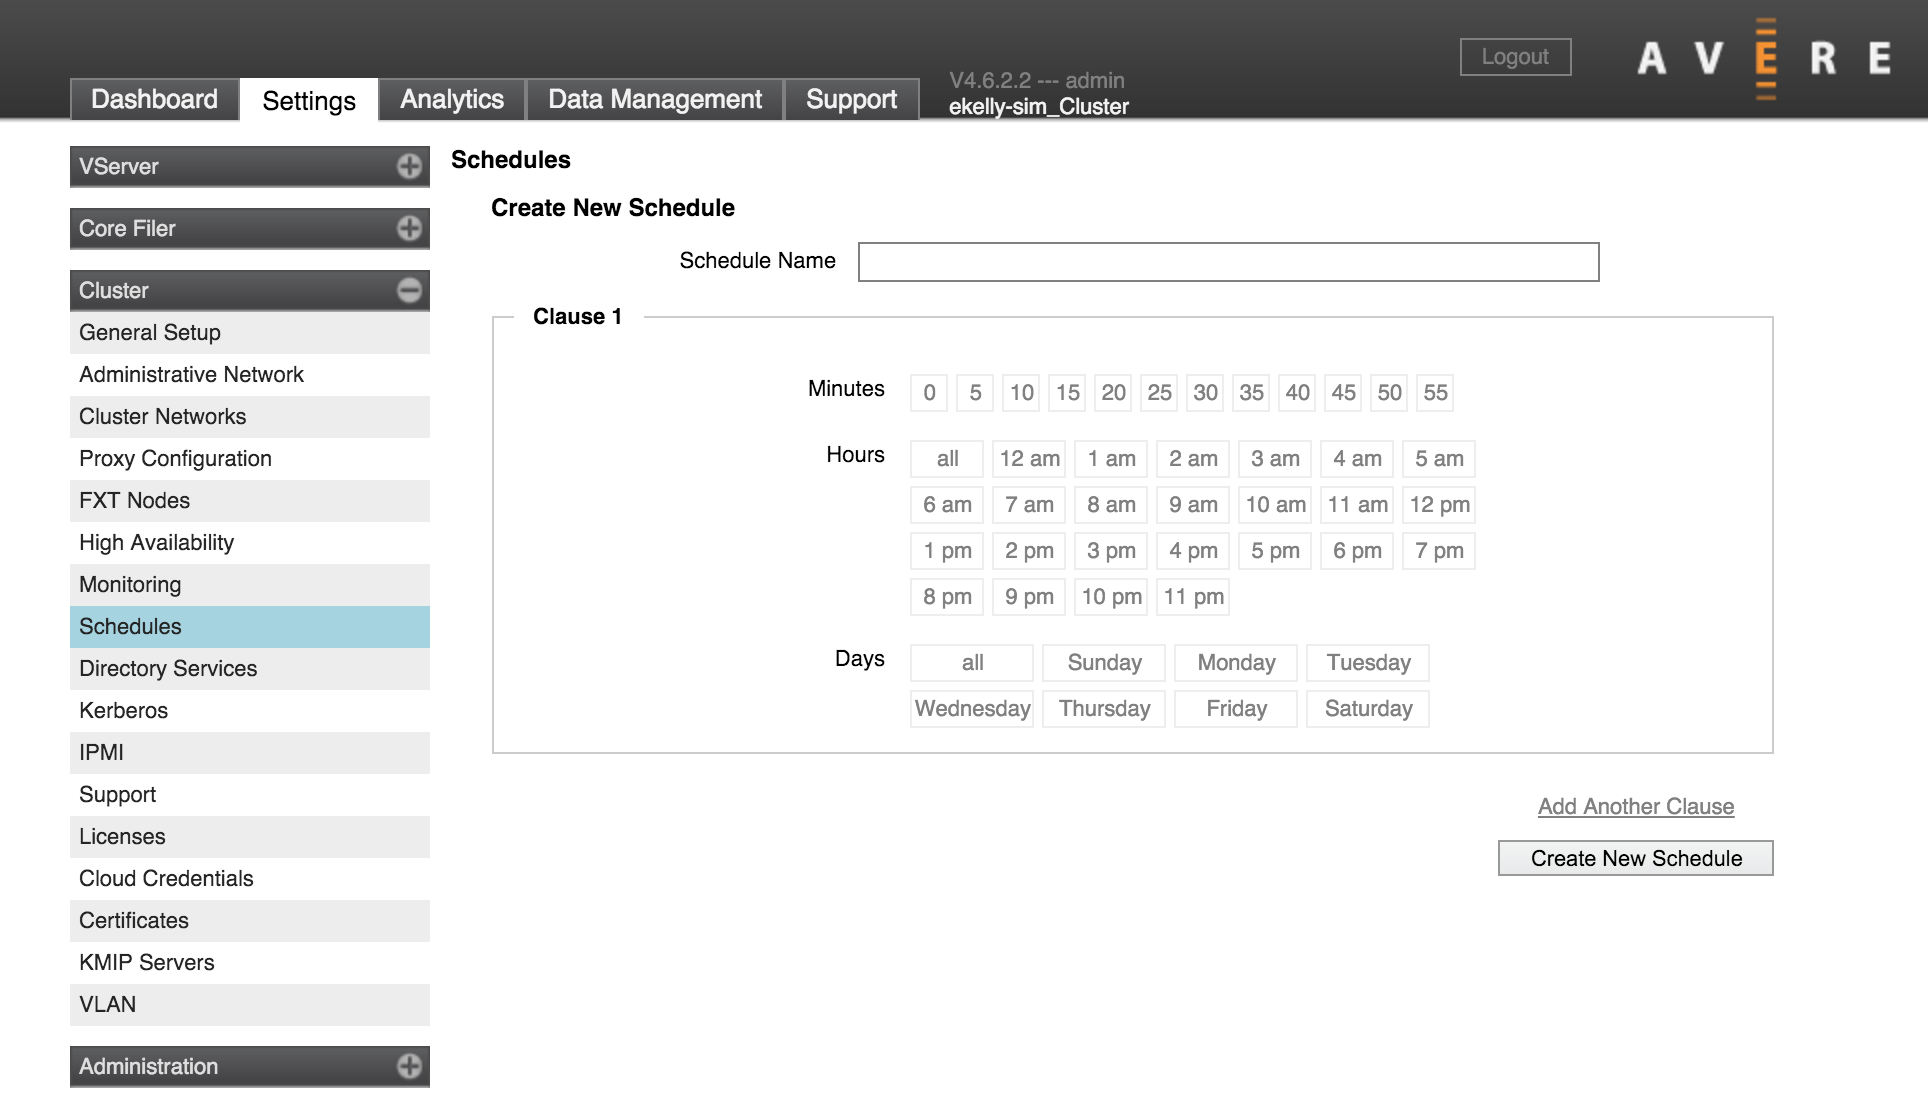 Logout
AVERE
V4.6.2.2 --- admin
Dashboard Settings Analytics Data Management Support ekelly-sim_Cluster
VServer
Core Filer
Cluster
General Setup
Administrative Network
Cluster Networks
Proxy Configuration
FXT Nodes
High Availability
Monitoring
Schedules
Directory Services
Kerberos
IPMI
Support
Licenses
Cloud Credentials
Certificates
KMIP Servers
VLAN
Administration
Schedules
Create New Schedule
Schedule Name
Clause 1
Minutes 0 5 10 15 20 25 30 35 40 45 50 55
Hours all 12 am 1 am 2 am 3 am 4 am 5 am
6 am 7 am 8 am 9 am 10 am 11 am 12 pm
1 pm 2 pm 3 pm 4 pm 5 pm 6 pm 7 pm
8 pm 9 pm 10 pm 11 pm
Days all Sunday Monday Tuesday
Wednesday Thursday Friday Saturday
Add Another Clause
Create New Schedule